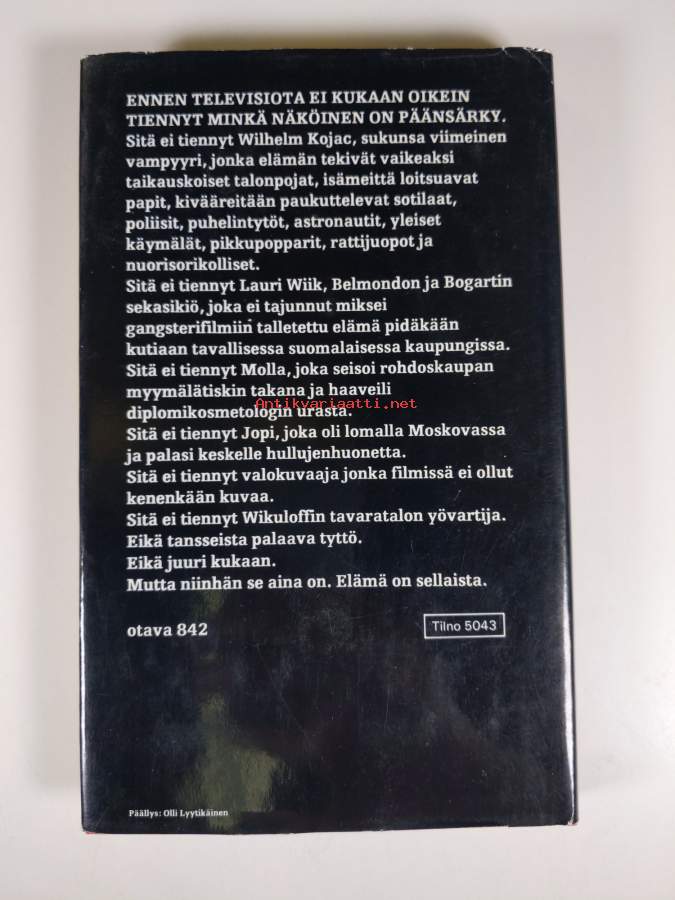 ENNEN TELEVISIOTA EI KUKAAN OIKEIN
TIENNYT MINKÄ NÄKÖINEN ON PÄÄNSÄRKY.
Sitä ei tiennyt Wilhelm Kojac, sukunsa viimeinen
vampyyri, jonka elämän tekivät vaikeaksi
taikauskoiset talonpojat, isämeittä loitsuavat
papit, kivääreitään paukuttelevat sotilaat,
poliisit, puhelintytöt, astronautit, yleiset
käymälät, pikkupopparit, rattijuopot ja
nuorisorikolliset.
Sitä ei tiennyt Lauri Wiik, Belmondon ja Bogartin
sekasikiö, joka ei tajunnut miksei
gangsterifilmiin talletettu elämä pidäkään
kutiaan tavallisessa suomalaisessa kaupungissa.
Sitä ei tiennyt Molla, joka seisoi rohdoskaupan
myymälätiskin takana ja haaveili
Antikvariaatti.net
diplomikosmetologin urasta.
Sitä ei tiennyt Jopi, joka oli lomalla Moskovassa
ja palasi keskelle hullujenhuonetta.
Sitä ei tiennyt valokuvaaja jonka filmissä ei ollut
kenenkään kuvaa.
Sitä ei tiennyt Wikuloffin tavaratalon yövartija.
Eikä tansseista palaava tyttö.
Eikä juuri kukaan.
Mutta niinhän se aina on. Elämä on sellaista.
otava 842
Tilno 5043
Päällys: Olli Lyytikäinen